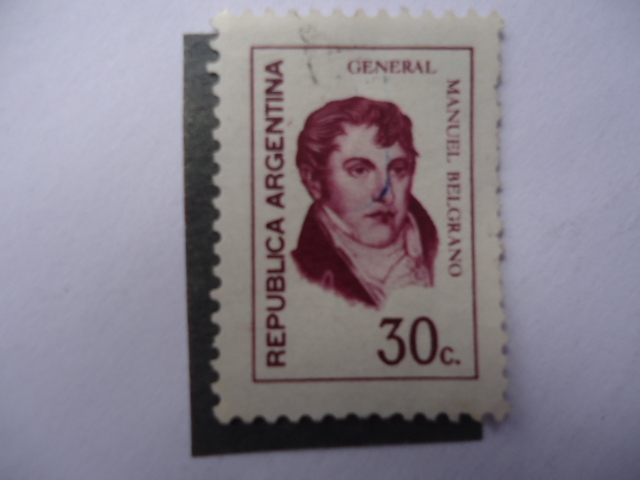 GENERAL
MANUEL BELGRANO
REPUBLICA ARGENTINA
30c.